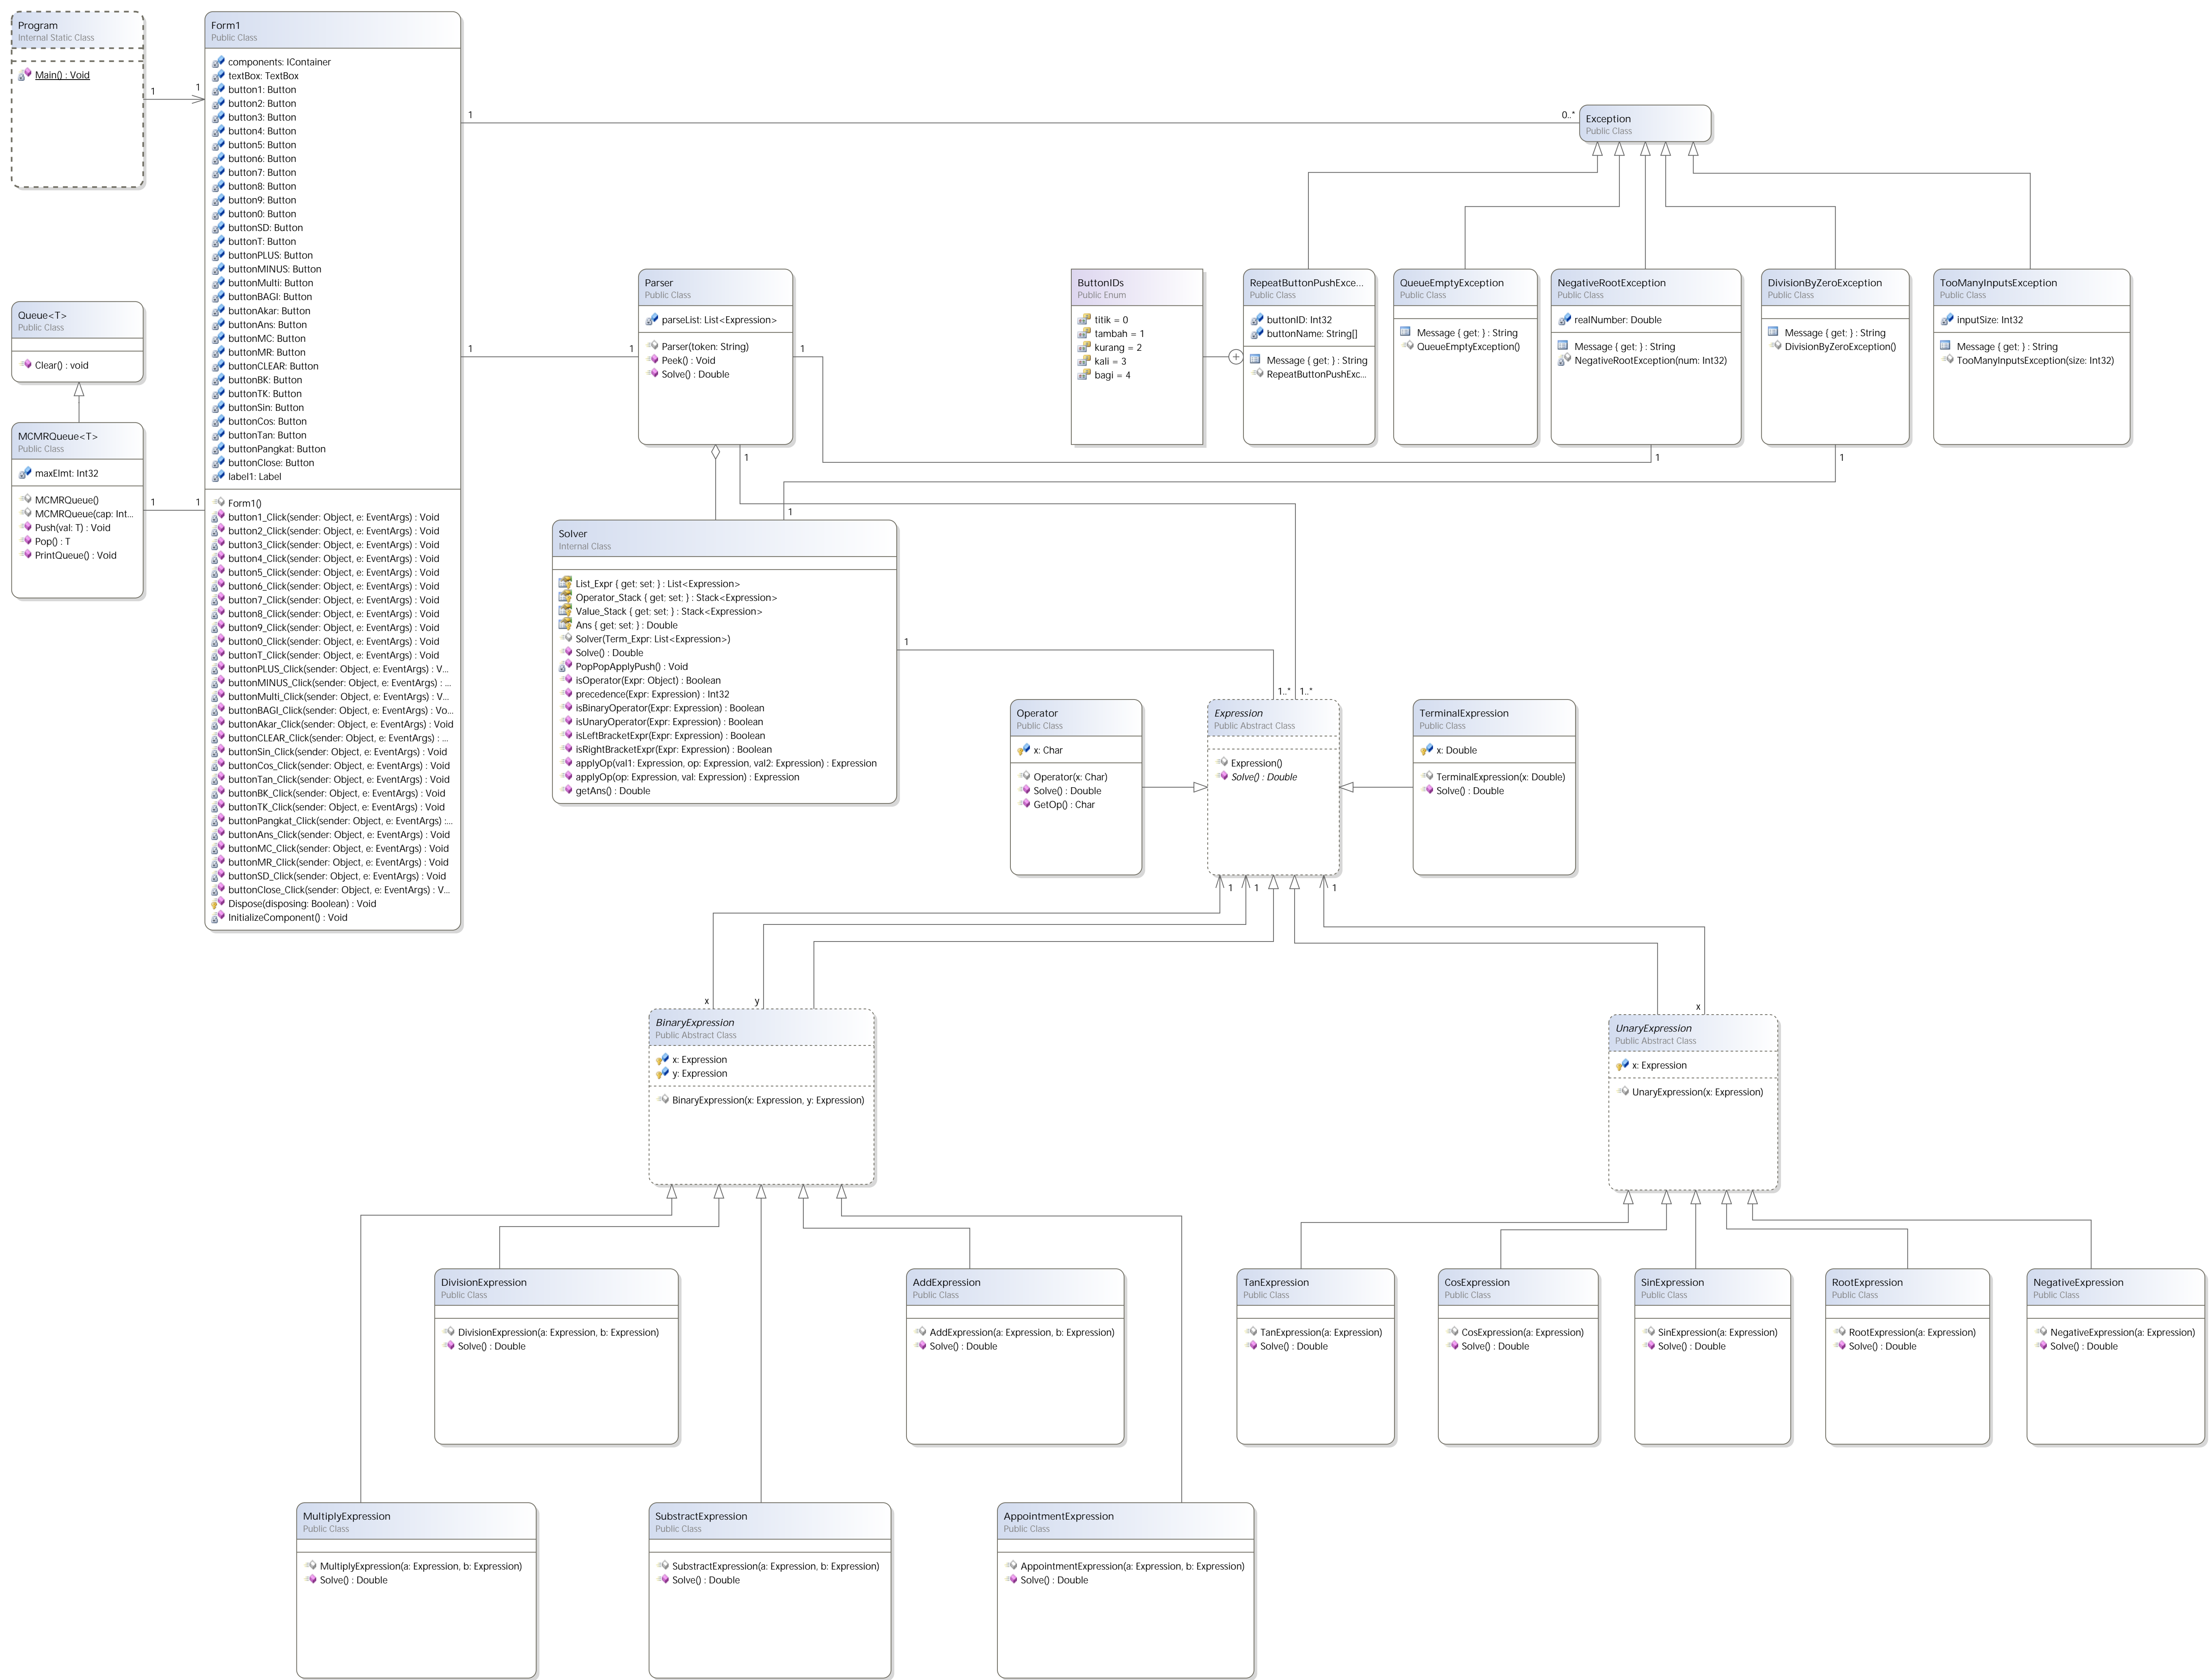 Program
Internal Static Class
Main() : Void
1
1
Form1
Public Class
components: IContainer
textBox: TextBox
button1: Button
button2: Button
button3: Button
button4: Button
button5: Button
button6: Button
button7: Button
button8: Button
button9: Button
button0: Button
buttonSD: Button
buttonT: Button
buttonPLUS: Button
buttonMINUS: Button
buttonMulti: Button
buttonBAGI: Button
buttonAkar: Button
buttonAns: Button
buttonMC: Button
buttonMR: Button
buttonCLEAR: Button
buttonBK: Button
buttonTK: Button
buttonSin: Button
buttonCos: Button
buttonTan: Button
buttonPangkat: Button
buttonClose: Button
label1: Label
Form1()
button1_Click(sender: Object, e: EventArgs) : Void
button2_Click(sender: Object, e: EventArgs) : Void
button3_Click(sender: Object, e: EventArgs) : Void
button4_Click(sender: Object, e: EventArgs) : Void
button5_Click(sender: Object, e: EventArgs) : Void
button6_Click(sender: Object, e: EventArgs) : Void
button7_Click(sender: Object, e: EventArgs) : Void
button8_Click(sender: Object, e: EventArgs) : Void
button9_Click(sender: Object, e: EventArgs) : Void
button0_Click(sender: Object, e: EventArgs) : Void
buttonT_Click(sender: Object, e: EventArgs) : Void
buttonPLUS_Click(sender: Object, e: EventArgs) : V...
buttonMINUS_Click(sender: Object, e: EventArgs) : ...
buttonMulti_Click(sender: Object, e: EventArgs) : V...
buttonBAGI_Click(sender: Object, e: EventArgs) : Vo...
buttonAkar_Click(sender: Object, e: EventArgs) : Void
buttonCLEAR_Click(sender: Object, e: EventArgs) : ...
buttonSin_Click(sender: Object, e: EventArgs) : Void
buttonCos_Click(sender: Object, e: EventArgs) : Void
buttonTan_Click(sender: Object, e: EventArgs) : Void
buttonBK_Click(sender: Object, e: EventArgs) : Void
buttonTK_Click(sender: Object, e: EventArgs) : Void
buttonPangkat_Click(sender: Object, e: EventArgs) :...
buttonAns_Click(sender: Object, e: EventArgs) : Void
buttonMC_Click(sender: Object, e: EventArgs) : Void
buttonMR_Click(sender: Object, e: EventArgs) : Void
buttonSD_Click(sender: Object, e: EventArgs) : Void
buttonClose_Click(sender: Object, e: EventArgs) : V...
Dispose(disposing: Boolean) : Void
InitializeComponent() : Void
1
0..*
Exception
Public Class
Queue<T>
Public Class
Clear() : void
MCMRQueue<T>
Public Class
maxElmt: Int32
MCMRQueue()
MCMRQueue(cap: Int...
Push(val: T) : Void
Pop() : T
PrintQueue() : Void
1
1
1
1
Parser
Public Class
parseList: List<Expression>
Parser(token: String)
Peek() : Void
Solve() : Double
1
1
ButtonIDs
Public Enum
titik = 0
tambah = 1
kurang = 2
kali = 3
bagi = 4
RepeatButtonPushExce...
Public Class
buttonID: Int32
buttonName: String[]
Message { get; } : String
RepeatButtonPushExc...
QueueEmptyException
Public Class
Message { get; } : String
QueueEmptyException()
NegativeRootException
Public Class
realNumber: Double
Message { get; } : String
NegativeRootException(num: Int32)
1
DivisionByZeroException
Public Class
Message { get; } : String
DivisionByZeroException()
1
TooManyInputsException
Public Class
inputSize: Int32
Message { get; } : String
TooManyInputsException(size: Int32)
1
Solver
Internal Class
List_Expr { get; set; } : List<Expression>
Operator_Stack { get; set; } : Stack<Expression>
Value_Stack { get; set; } : Stack<Expression>
Ans { get; set; } : Double
Solver(Term_Expr: List<Expression>)
Solve() : Double
PopPopApplyPush() : Void
isOperator(Expr: Object) : Boolean
precedence(Expr: Expression) : Int32
isBinaryOperator(Expr: Expression) : Boolean
isUnaryOperator(Expr: Expression) : Boolean
isLeftBracketExpr(Expr: Expression) : Boolean
isRightBracketExpr(Expr: Expression) : Boolean
applyOp(val1: Expression, op: Expression, val2: Expression) : Expression
applyOp(op: Expression, val: Expression) : Expression
getAns() : Double
1
1..*
1..*
Operator
Public Class
x: Char
Operator(x: Char)
Solve() : Double
GetOp() : Char
Expression
Public Abstract Class
Expression()
Solve() : Double
TerminalExpression
Public Class
x: Double
TerminalExpression(x: Double)
Solve() : Double
1
1
1
x
y
x
BinaryExpression
Public Abstract Class
x: Expression
y: Expression
BinaryExpression(x: Expression, y: Expression)
UnaryExpression
Public Abstract Class
x: Expression
UnaryExpression(x: Expression)
DivisionExpression
Public Class
DivisionExpression(a: Expression, b: Expression)
Solve() : Double
AddExpression
Public Class
AddExpression(a: Expression, b: Expression)
Solve() : Double
TanExpression
Public Class
TanExpression(a: Expression)
Solve() : Double
CosExpression
Public Class
CosExpression(a: Expression)
Solve() : Double
SinExpression
Public Class
SinExpression(a: Expression)
Solve() : Double
RootExpression
Public Class
RootExpression(a: Expression)
Solve() : Double
NegativeExpression
Public Class
NegativeExpression(a: Expression)
Solve() : Double
MultiplyExpression
Public Class
MultiplyExpression(a: Expression, b: Expression)
Solve() : Double
SubstractExpression
Public Class
SubstractExpression(a: Expression, b: Expression)
Solve() : Double
AppointmentExpression
Public Class
AppointmentExpression(a: Expression, b: Expression)
Solve() : Double